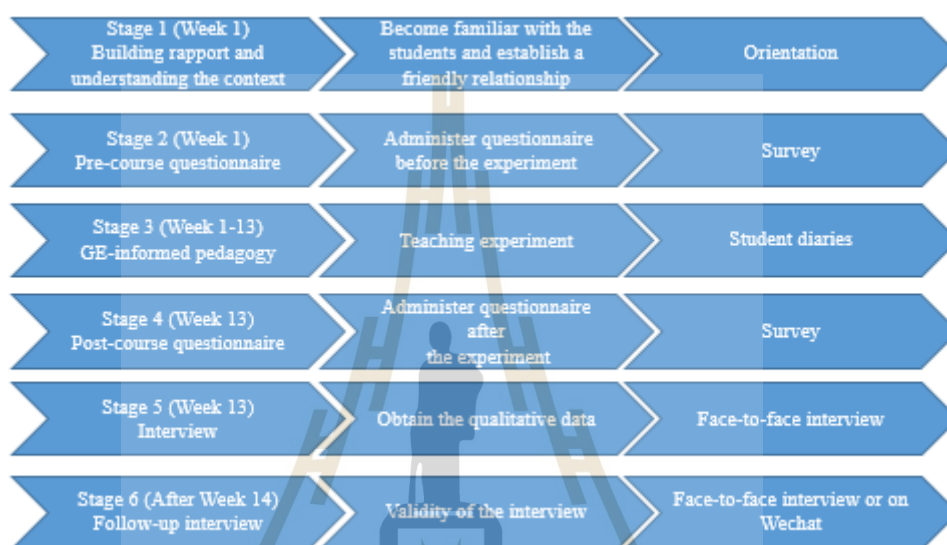 Stage 1 (Week 1)
Building rapport and
understanding the context
Become familiar with the
students and establish a
friendly relationship
Orientation
Stage 2 (Week 1)
Pre-course questionnaire
Administer questionnaire
before the experiment
Survey
Stage 3 (Week 1-13)
GE-informed pedagogy
Teaching experiment
Student diaries
Stage 4 (Week 13)
Post-course questionnaire
Administer questionnaire
after
the experiment
Survey
Stage 5 (Week 13)
Interview
Obtain the qualitative data
Face-to-face interview
Stage 6 (After Week 14)
Follow-up interview
Validity of the interview
Face-to-face interview or on
Wechat